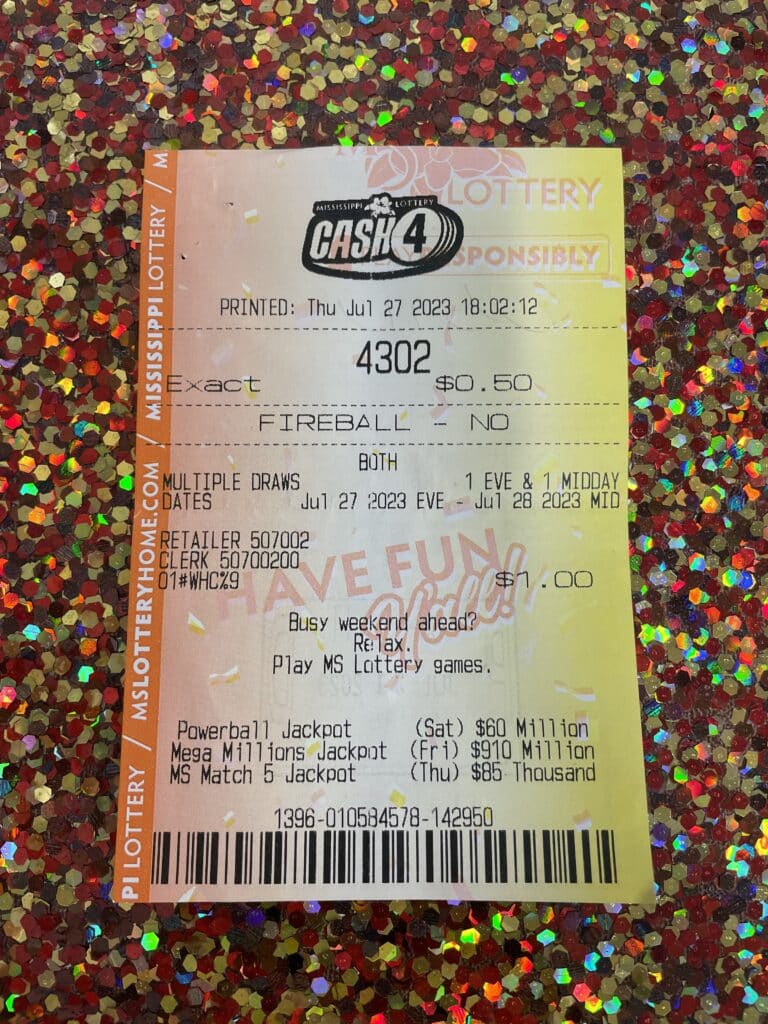 LOTTERY
MISSISSIPPI LOTTERY
CASH 4
SPONSIBLY
PRINTED: Thu Jul 27 2023 18:02:12
4302
Exact $0.50
FIREBALL - NO
BOTH
MULTIPLE DRAWS 1 EVE & 1 MIDDAY
DATES Jul 27 2023 EVE - Jul 28 2023 MID
RETAILER 507002
CLERK 50700200
01#WHC%9 $1.00
HAVE FUN
Y'all!
Busy weekend ahead?
Relax.
Play MS Lottery games.
Powerball Jackpot (Sat) $60 Million
Mega Millions Jackpot (Fri) $910 Million
MS Match 5 Jackpot (Thu) $85 Thousand
1396-010584578-142950
PI LOTTERY / MSLOTTERYHOME.COM / MISSISSIPPI LOTTERY / M